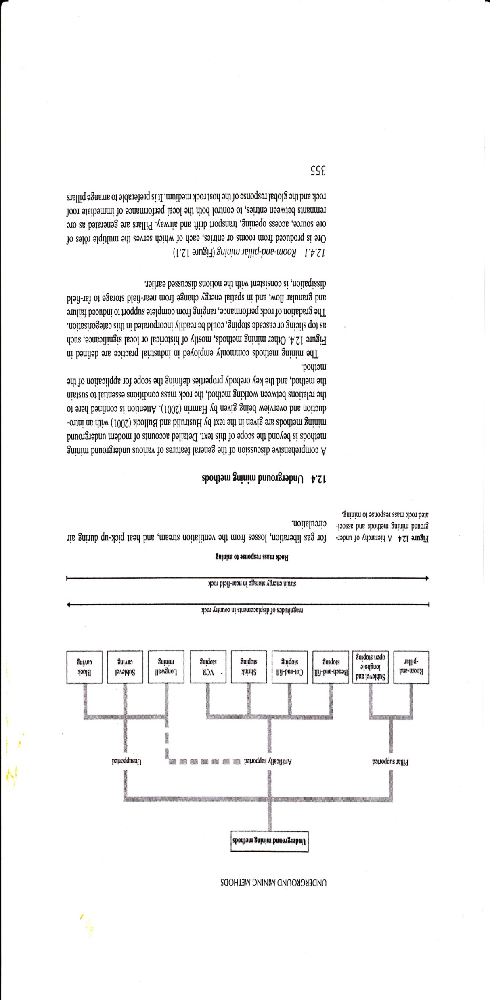 UNDERGROUND MINING METHODS
Underground mining methods
Pillar supported
Artifically supported
Unsupported
Room-and
-pillar
Sublevel and
longhole
open stoping
Bench-and-fill
stoping
Cut-and-fill
stoping
Shrink
stoping
VCR
stoping
Longwall
mining
Sublevel
caving
Block
caving
magnitudes of displacements in country rock
strain energy storage in near-field rock
Rock mass response to mining
Figure 12.4 A hierarchy of under-
ground mining methods and associ-
ated rock mass response to mining.
for gas liberation, losses from the ventilation stream, and heat pick-up during air
circulation.
12.4 Underground mining methods
A comprehensive discussion of the general features of various underground mining
methods is beyond the scope of this text. Detailed accounts of modern underground
mining methods are given in the text by Hustrulid and Bullock (2001) with an intro-
duction and overview being given by Hamrin (2001). Attention is confined here to
the relations between working method, the rock mass conditions essential to sustain
the method, and the key orebody properties defining the scope for application of the
method.
The mining methods commonly employed in industrial practice are defined in
Figure 12.4. Other mining methods, mostly of historical or local significance, such
as top slicing or cascade stoping, could be readily incorporated in this categorisation.
The gradation of rock performance, ranging from complete support to induced failure
and granular flow, and in spatial energy change from near-field storage to far-field
dissipation, is consistent with the notions discussed earlier.
12.4.1 Room-and-pillar mining (Figure 12.1)
Ore is produced from rooms or entries, each of which serves the multiple rôles of
ore source, access opening, transport drift and airway. Pillars are generated as ore
remnants between entries, to control both the local performance of immediate roof
rock and the global response of the host rock medium. It is preferable to arrange pillars
355